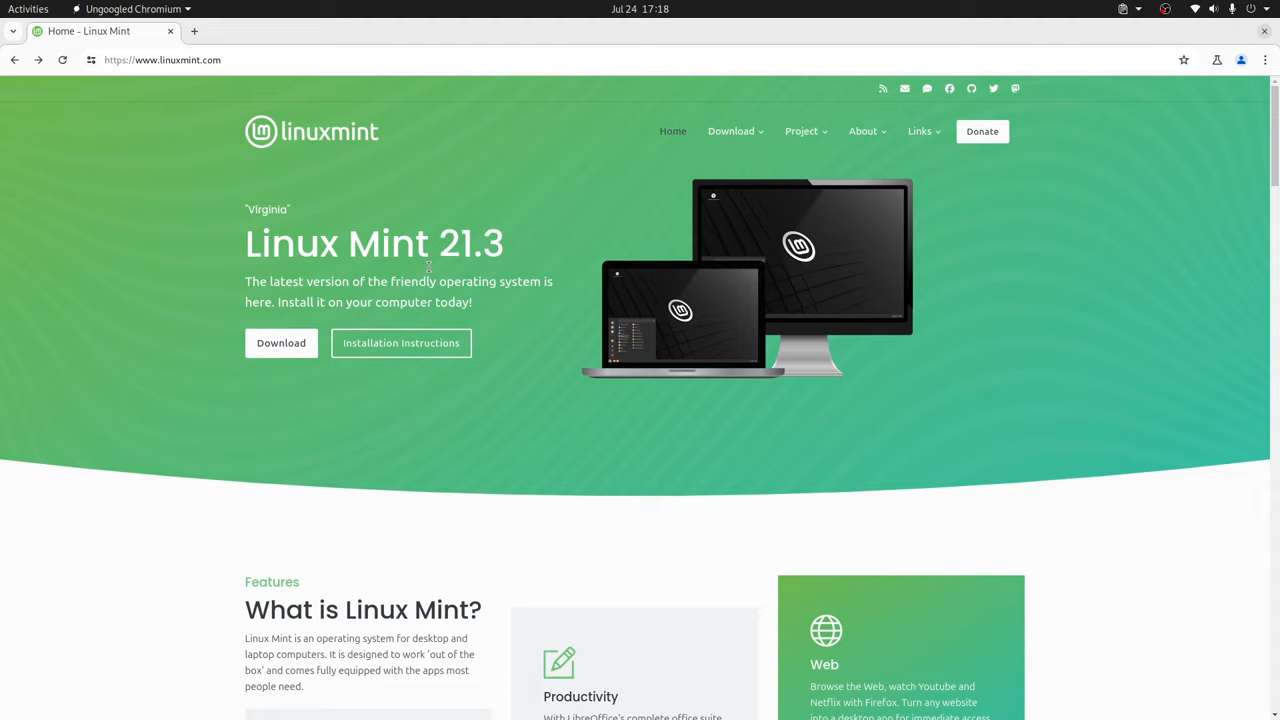 Activities
Ungoogled Chromium
Jul 24 17:18
Home - Linux Mint
https://www.linuxmint.com
linuxmint
Home
Download
Project
About
Links
Donate
"Virginia"
Linux Mint 21.3
The latest version of the friendly operating system is
here. Install it on your computer today!
Download
Installation Instructions
Features
What is Linux Mint?
Linux Mint is an operating system for desktop and
laptop computers. It is designed to work 'out of the
box' and comes fully equipped with the apps most
people need.
Productivity
With LibreOffice's complete office suite
Web
Browse the Web, watch Youtube and
Netflix with Firefox. Turn any website
into a desktop app for immediate access